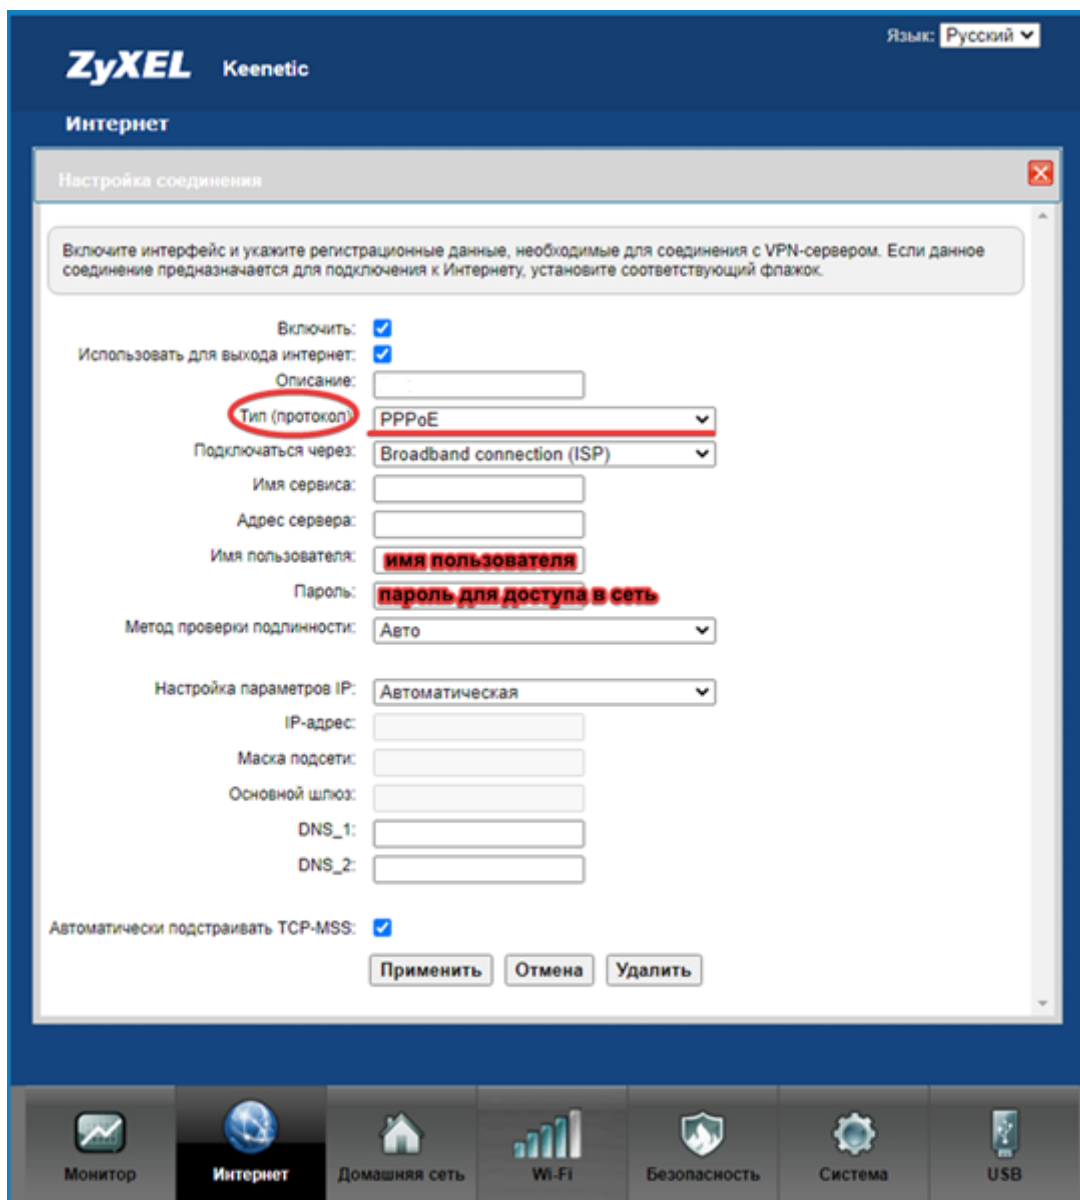 Язык: Русский
ZyXEL Keenetic
Интернет
Настройка соединения
Включите интерфейс и укажите регистрационные данные, необходимые для соединения с VPN-сервером. Если данное
соединение предназначается для подключения к Интернету, установите соответствующий флажок.
Включить:
Использовать для выхода интернет:
Описание:
Тип (протокол) PPPoE
Подключаться через: Broadband connection (ISP)
Имя сервиса:
Адрес сервера:
Имя пользователя: имя пользователя
Пароль: пароль для доступа в сеть
Метод проверки подлинности: Авто
Настройка параметров IP: Автоматическая
IP-адрес:
Маска подсети:
Основной шлюз:
DNS_1:
DNS_2:
Автоматически подстраивать TCP-MSS:
Применить Отмена Удалить
Монитор Интернет Домашняя сеть Wi-Fi Безопасность Система USB